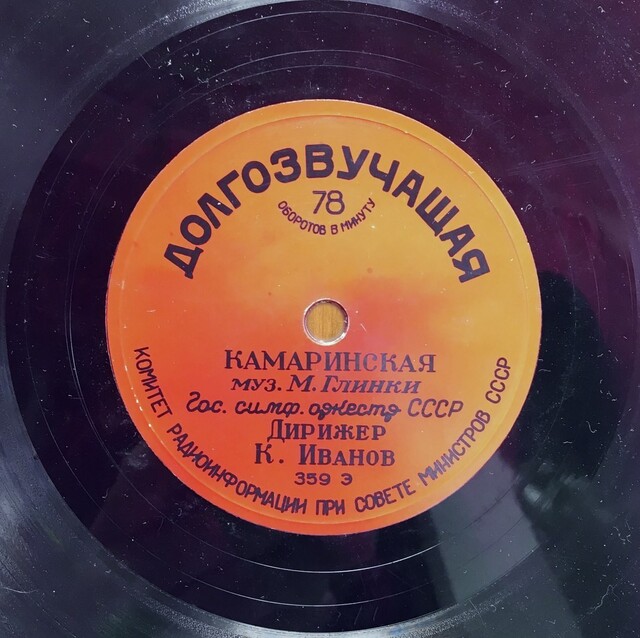 ДОЛГОЗВУЧАЩАЯ
78
ОБОРОТОВ В МИНУТУ
КАМАРИНСКАЯ
муз. М. Глинки
Гос. симф. оркестр СССР
Дирижер
К. Иванов
359 Э
КОМИТЕТ РАДИОИНФОРМАЦИИ ПРИ СОВЕТЕ МИНИСТРОВ СССР